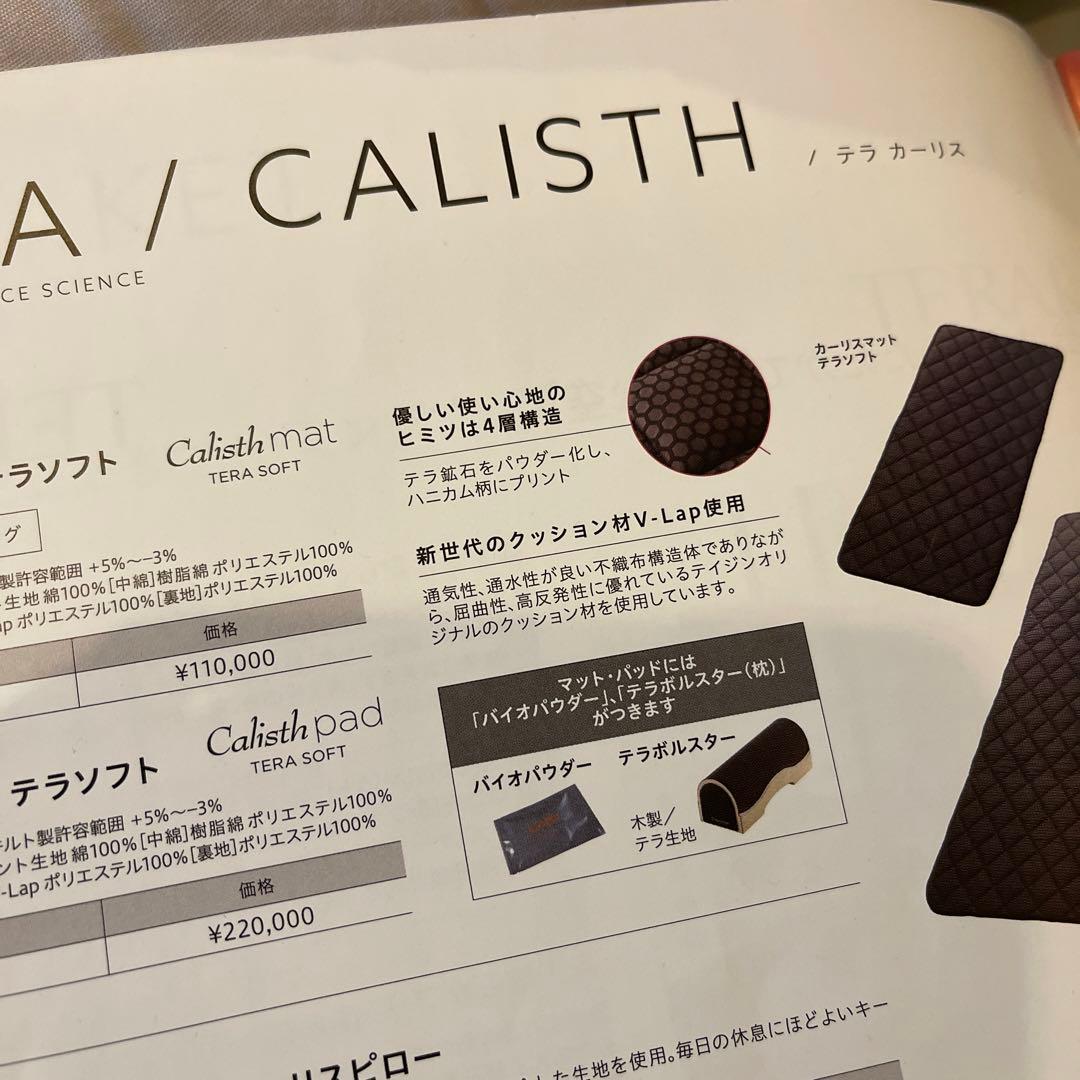 A / CALISTH / テラ カーリス
CE SCIENCE
ラソフト
Calisth mat
TERA SOFT
グ
製許容範囲 +5%〜−3%
ト生地 綿100% [中綿]樹脂綿 ポリエステル100%
ap ポリエステル100% [裏地]ポリエステル100%
価格
¥110,000
テラソフト
Calisth pad
TERA SOFT
キルト製許容範囲 +5%〜−3%
ント生地 綿100% [中綿]樹脂綿 ポリエステル100%
-Lap ポリエステル100% [裏地]ポリエステル100%
価格
¥220,000
優しい使い心地の
ヒミツは4層構造
テラ鉱石をパウダー化し、
ハニカム柄にプリント
新世代のクッション材V-Lap使用
通気性、通水性が良い不織布構造体でありなが
ら、屈曲性、高反発性に優れているテイジンオリ
ジナルのクッション材を使用しています。
マット・パッドには
「バイオパウダー」、「テラボルスター(枕)」
がつきます
バイオパウダー
テラボルスター
木製/
テラ生地
カーリスマット
テラソフト
リスピロー
した生地を使用。毎日の休息にほどよいキー